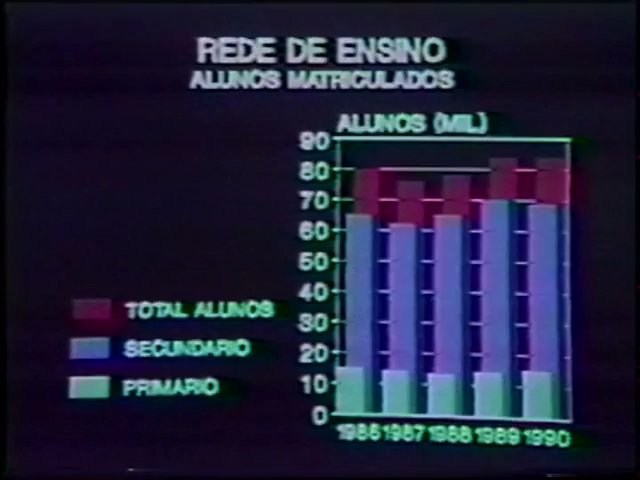 REDE DE ENSINO
ALUNOS MATRICULADOS
ALUNOS (MIL)
90
80
70
60
50
40
30
20
10
0
1986 1987 1988 1989 1990
TOTAL ALUNOS
SECUNDARIO
PRIMARIO